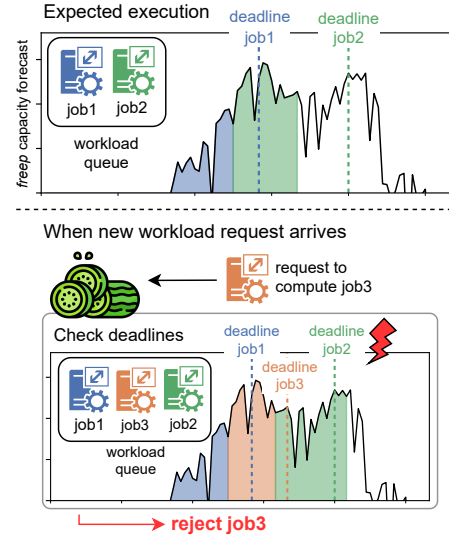 Expected execution
deadline
job1
deadline
job2
freep capacity forecast
job1
job2
workload
queue
When new workload request arrives
request to
compute job3
Check deadlines
deadline
job1
deadline
job2
deadline
job3
job1
job3
job2
workload
queue
reject job3